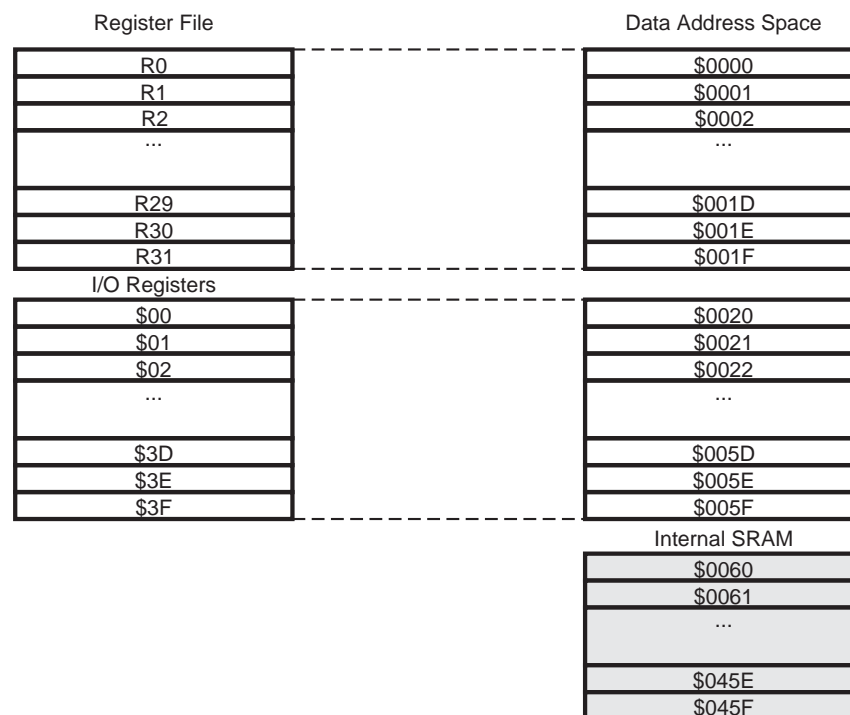 Register File Data Address Space
R0 $0000
R1 $0001
R2 $0002
... ...
R29 $001D
R30 $001E
R31 $001F
I/O Registers
$00 $0020
$01 $0021
$02 $0022
... ...
$3D $005D
$3E $005E
$3F $005F
Internal SRAM
$0060
$0061
...
$045E
$045F